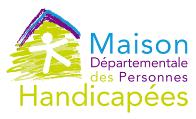 Maison
Départementale
des Personnes
Handicapées